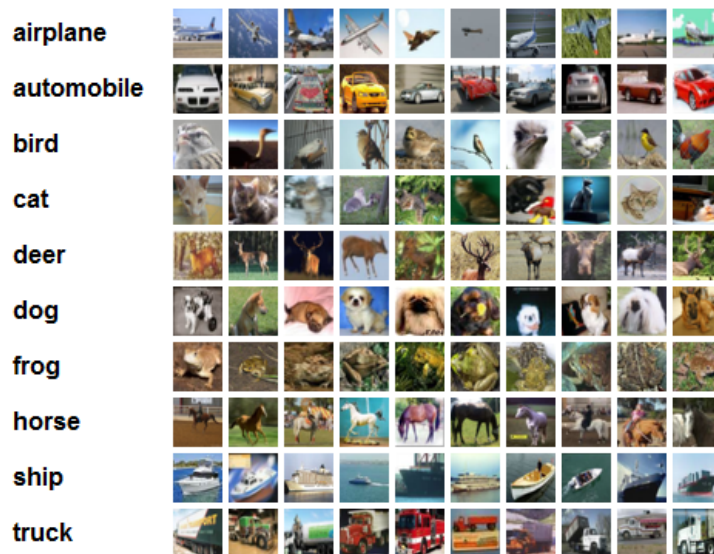 airplane
automobile
bird
cat
deer
dog
frog
horse
ship
truck